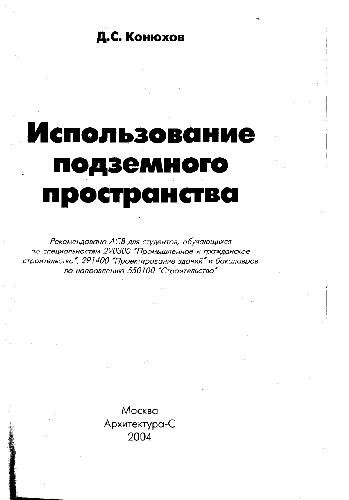 Д.С. Конюхов
Использование
подземного
пространства
Рекомендовано АСВ для студентов, обучающихся
по специальностям 290300 "Промышленное и гражданское
строительство", 291400 "Проектирование зданий" и бакалавров
по направлению 550100 "Строительство"
Москва
Архитектура-С
2004